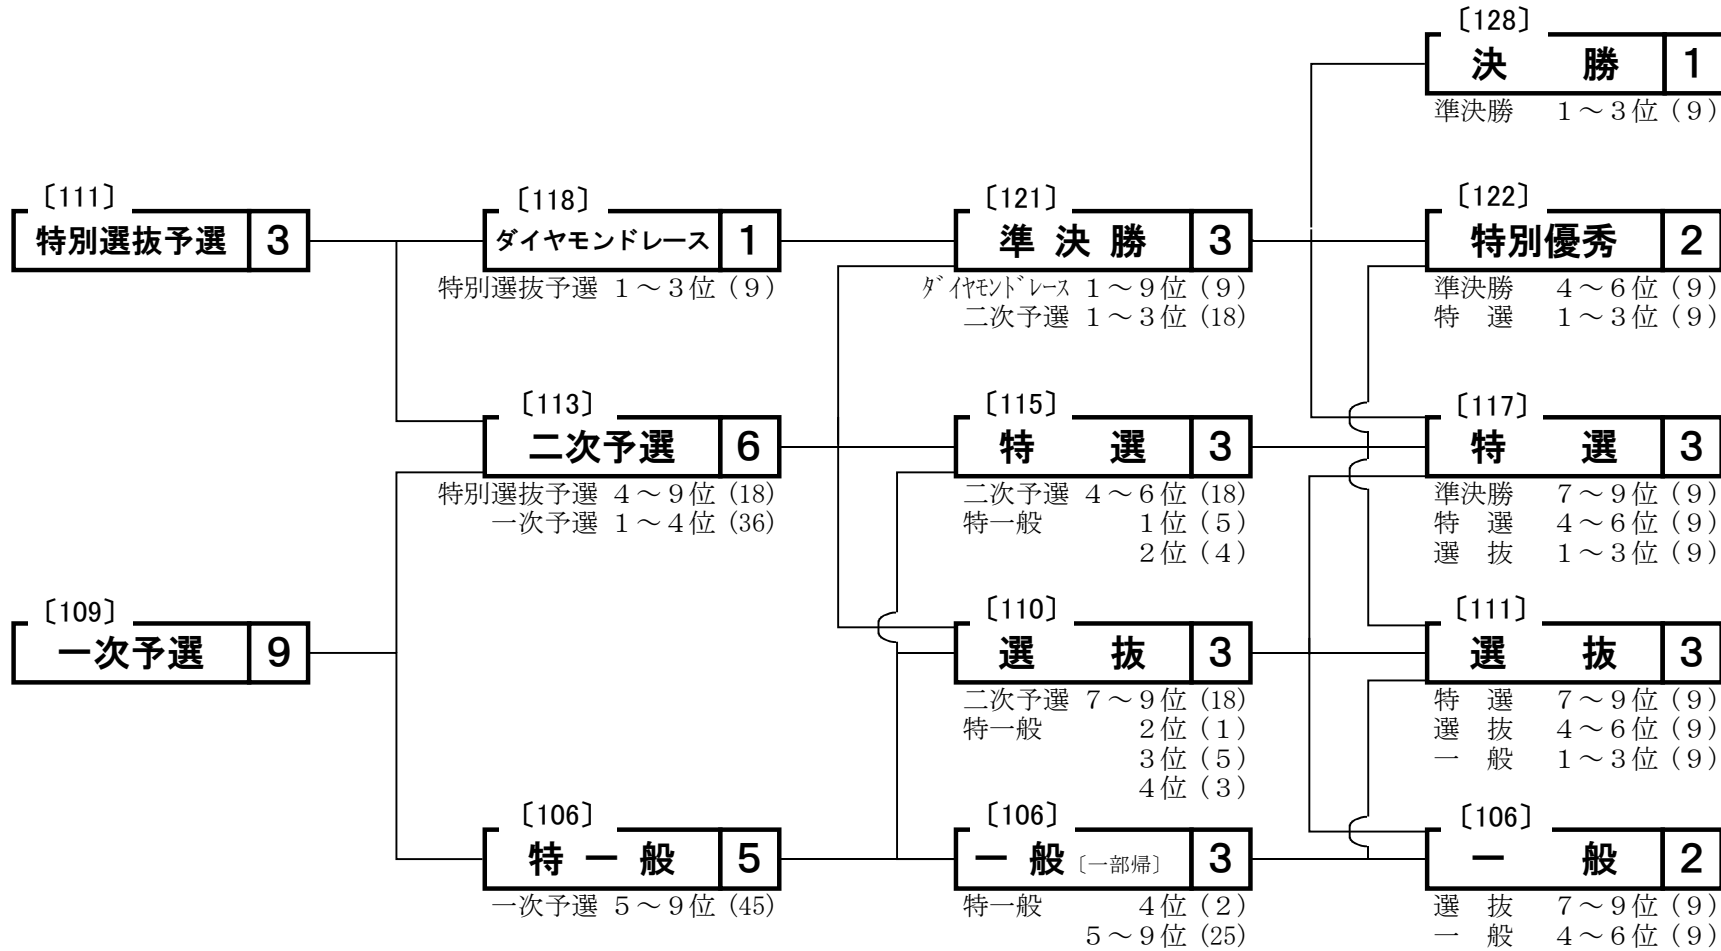 〔111〕
特別選抜予選 3
〔109〕
一次予選 9
〔118〕
ダイヤモンドレース 1
特別選抜予選 1～3位 (9)
〔113〕
二次予選 6
特別選抜予選 4～9位 (18)
一次予選 1～4位 (36)
〔106〕
特一般 5
一次予選 5～9位 (45)
〔121〕
準決勝 3
ﾀﾞｲﾔﾓﾝﾄﾞﾚｰｽ 1～9位 (9)
二次予選 1～3位 (18)
〔115〕
特選 3
二次予選 4～6位 (18)
特一般 1位 (5)
2位 (4)
〔110〕
選抜 3
二次予選 7～9位 (18)
特一般 2位 (1)
3位 (5)
4位 (3)
〔106〕
一般〔一部帰〕 3
特一般 4位 (2)
5～9位 (25)
〔128〕
決勝 1
準決勝 1～3位 (9)
〔122〕
特別優秀 2
準決勝 4～6位 (9)
特選 1～3位 (9)
〔117〕
特選 3
準決勝 7～9位 (9)
特選 4～6位 (9)
選抜 1～3位 (9)
〔111〕
選抜 3
特選 7～9位 (9)
選抜 4～6位 (9)
一般 1～3位 (9)
〔106〕
一般 2
選抜 7～9位 (9)
一般 4～6位 (9)